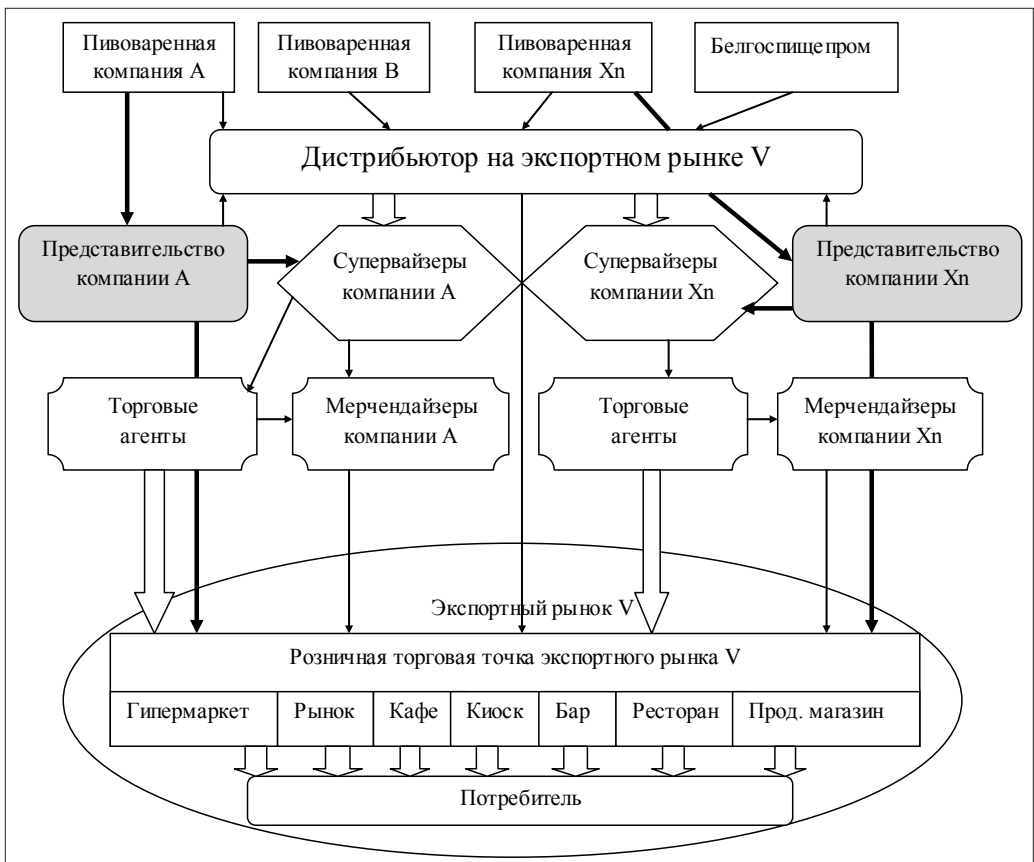 Пивоваренная
компания А
Пивоваренная
компания В
Пивоваренная
компания Xn
Белгоспищепром
Дистрибьютор на экспортном рынке V
Представительство
компании А
Супервайзеры
компании А
Супервайзеры
компании Xn
Представительство
компании Xn
Торговые
агенты
Мерчендайзеры
компании А
Торговые
агенты
Мерчендайзеры
компании Xn
Экспортный рынок V
Розничная торговая точка экспортного рынка V
Гипермаркет
Рынок
Кафе
Киоск
Бар
Ресторан
Прод. магазин
Потребитель